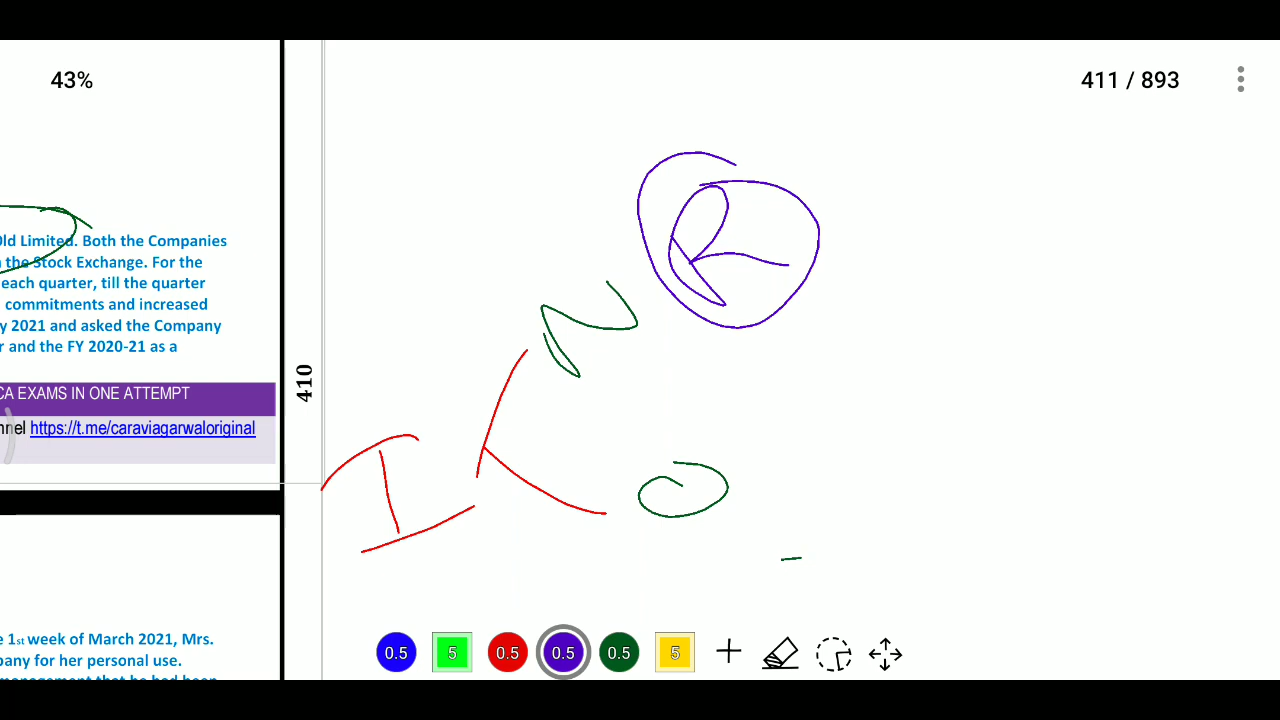 43%
411 / 893
Old Limited. Both the Companies
the Stock Exchange. For the
each quarter, till the quarter
commitments and increased
y 2021 and asked the Company
r and the FY 2020-21 as a
CA EXAMS IN ONE ATTEMPT
nnel https://t.me/caraviagarwaloriginal
410
R
N
I
O
-
e 1st week of March 2021, Mrs.
pany for her personal use.
0.5 5 0.5 0.5 0.5 5